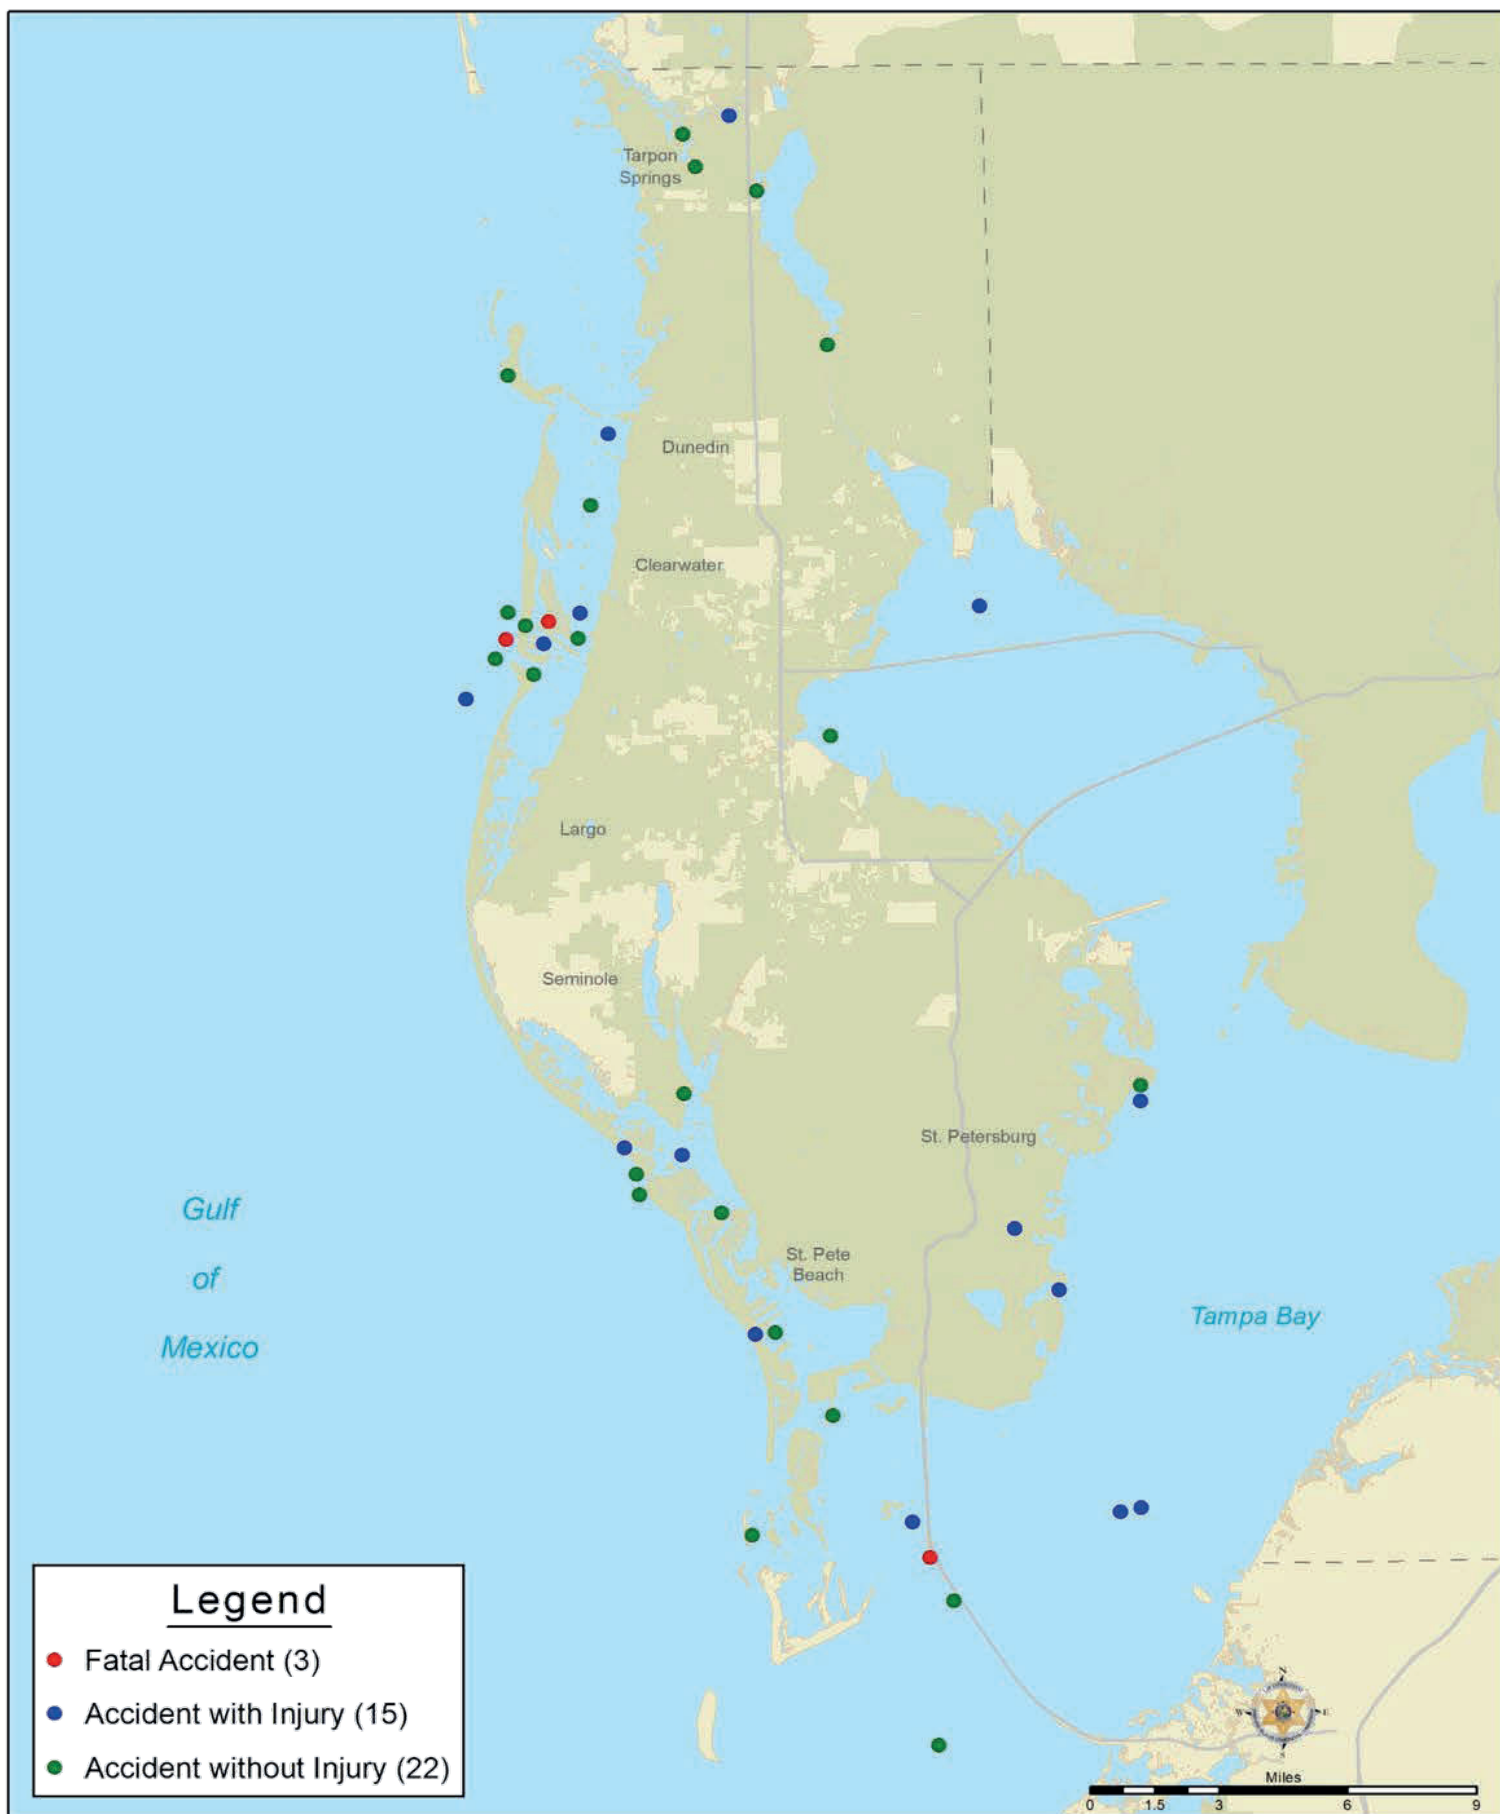 Tarpon
Springs
Dunedin
Clearwater
Largo
Seminole
St. Petersburg
St. Pete
Beach
Gulf
of
Mexico
Tampa Bay
Legend
Fatal Accident (3)
Accident with Injury (15)
Accident without Injury (22)
N
W E
S
Miles
0 1.5 3 6 9